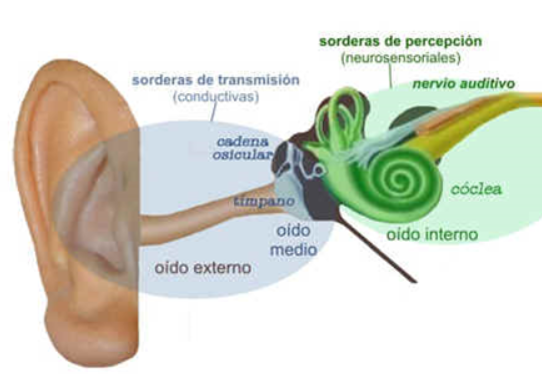 sorderas de percepción
(neurosensoriales)
nervio auditivo
sorderas de transmisión
(conductivas)
cadena
osicular
tímpano
cóclea
oído
medio
oído interno
oído externo